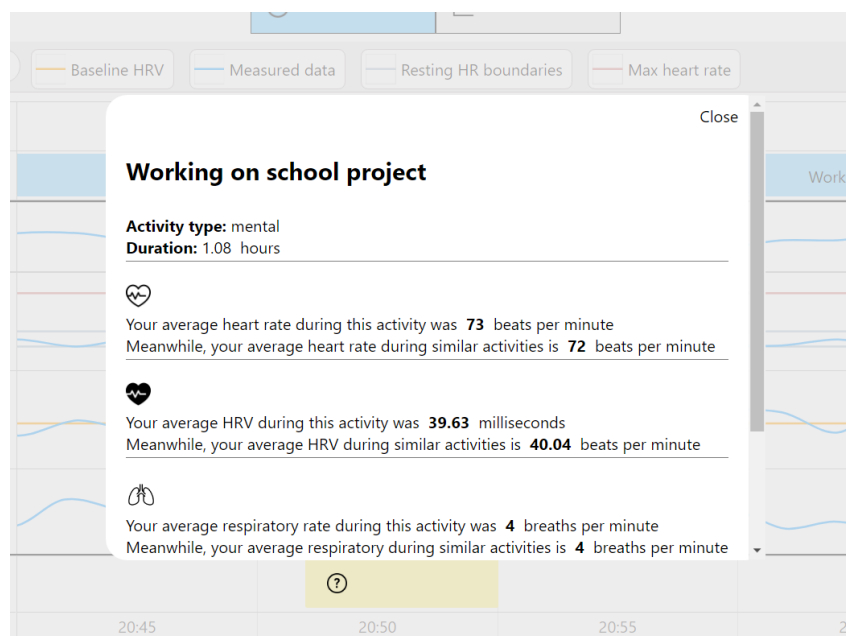 Baseline HRV Measured data Resting HR boundaries Max heart rate
Close
Working on school project
Work
Activity type: mental
Duration: 1.08 hours
Your average heart rate during this activity was 73 beats per minute
Meanwhile, your average heart rate during similar activities is 72 beats per minute
Your average HRV during this activity was 39.63 milliseconds
Meanwhile, your average HRV during similar activities is 40.04 beats per minute
Your average respiratory rate during this activity was 4 breaths per minute
Meanwhile, your average respiratory during similar activities is 4 breaths per minute
?
20:45 20:50 20:55 2